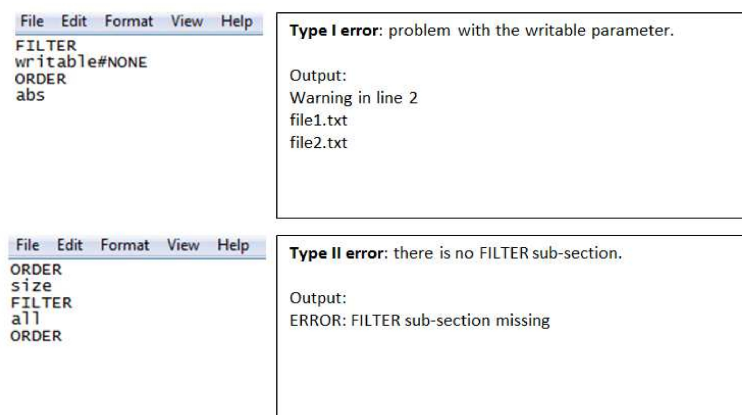 File Edit Format View Help
FILTER
writable#NONE
ORDER
abs
Type I error: problem with the writable parameter.
Output:
Warning in line 2
file1.txt
file2.txt
File Edit Format View Help
ORDER
size
FILTER
all
ORDER
Type II error: there is no FILTER sub-section.
Output:
ERROR: FILTER sub-section missing